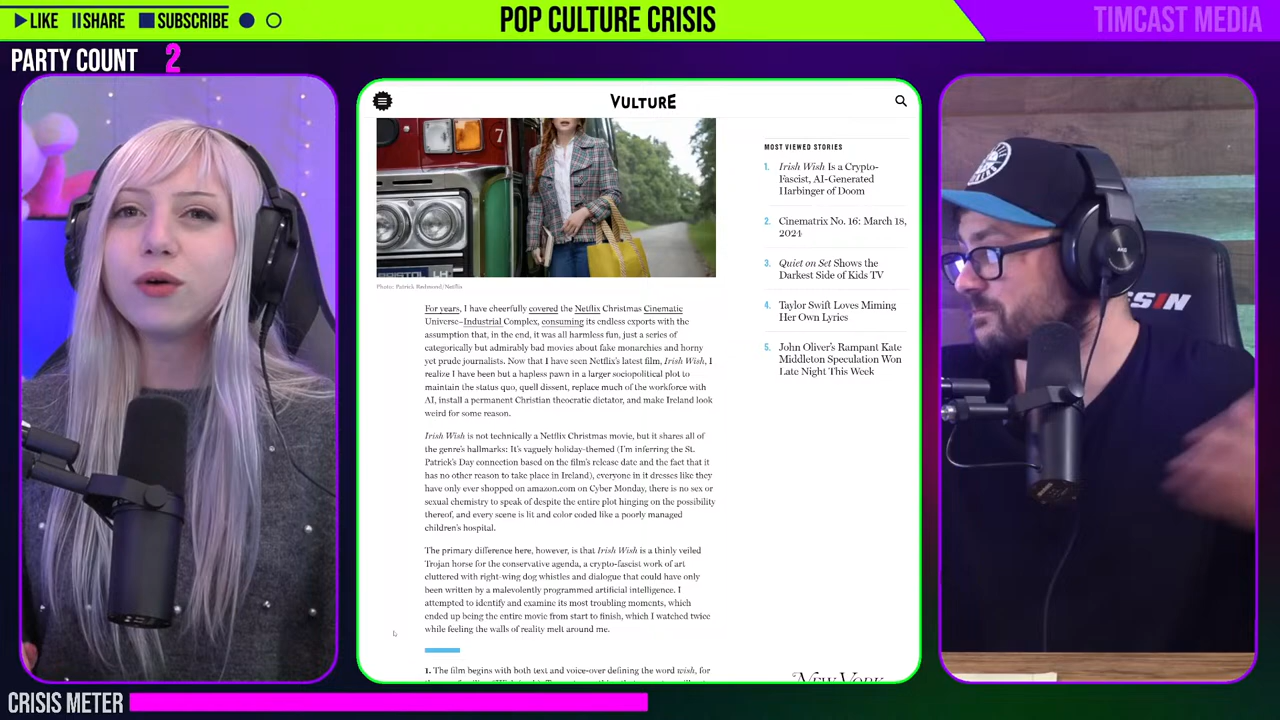 LIKE SHARE SUBSCRIBE
POP CULTURE CRISIS
TIMCAST MEDIA
PARTY COUNT 2
VULTURE
7
BRISTOL LH
Photo: Patrick Redmond/Netflix
For years, I have cheerfully covered the Netflix Christmas Cinematic
Universe–Industrial Complex, consuming its endless exports with the
assumption that, in the end, it was all harmless fun, just a series of
categorically but admirably bad movies about fake monarchies and horny
yet prude journalists. Now that I have seen Netflix's latest film, Irish Wish, I
realize I have been but a hapless pawn in a larger sociopolitical plot to
maintain the status quo, quell dissent, replace much of the workforce with
AI, install a permanent Christian theocratic dictator, and make Ireland look
weird for some reason.
Irish Wish is not technically a Netflix Christmas movie, but it shares all of
the genre's hallmarks: It's vaguely holiday-themed (I'm inferring the St.
Patrick's Day connection based on the film's release date and the fact that it
has no other reason to take place in Ireland), everyone in it dresses like they
have only ever shopped on amazon.com on Cyber Monday, there is no sex or
sexual chemistry to speak of despite the entire plot hinging on the possibility
thereof, and every scene is lit and color coded like a poorly managed
children's hospital.
The primary difference here, however, is that Irish Wish is a thinly veiled
Trojan horse for the conservative agenda, a crypto-fascist work of art
cluttered with right-wing dog whistles and dialogue that could have only
been written by a malevolently programmed artificial intelligence. I
attempted to identify and examine its most troubling moments, which
ended up being the entire movie from start to finish, which I watched twice
while feeling the walls of reality melt around me.
1. The film begins with both text and voice-over defining the word wish, for
MOST VIEWED STORIES
1. Irish Wish Is a Crypto-
Fascist, AI-Generated
Harbinger of Doom
2. Cinematrix No. 16: March 18,
2024
3. Quiet on Set Shows the
Darkest Side of Kids TV
4. Taylor Swift Loves Miming
Her Own Lyrics
5. John Oliver's Rampant Kate
Middleton Speculation Won
Late Night This Week
NEW YORK
AKG
CRISIS METER